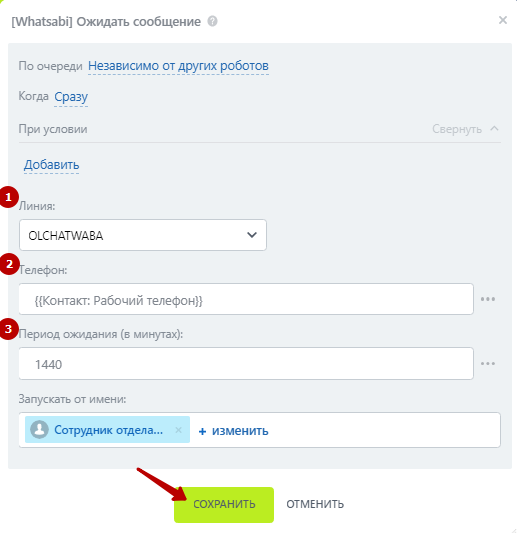 [Whatsabi] Ожидать сообщение ?
По очереди Независимо от других роботов
Когда Сразу
При условии Свернуть
Добавить
1
Линия:
OLCHATWABA
2
Телефон:
{{Контакт: Рабочий телефон}}
3
Период ожидания (в минутах):
1440
Запускать от имени:
Сотрудник отдела... × + изменить
СОХРАНИТЬ ОТМЕНИТЬ